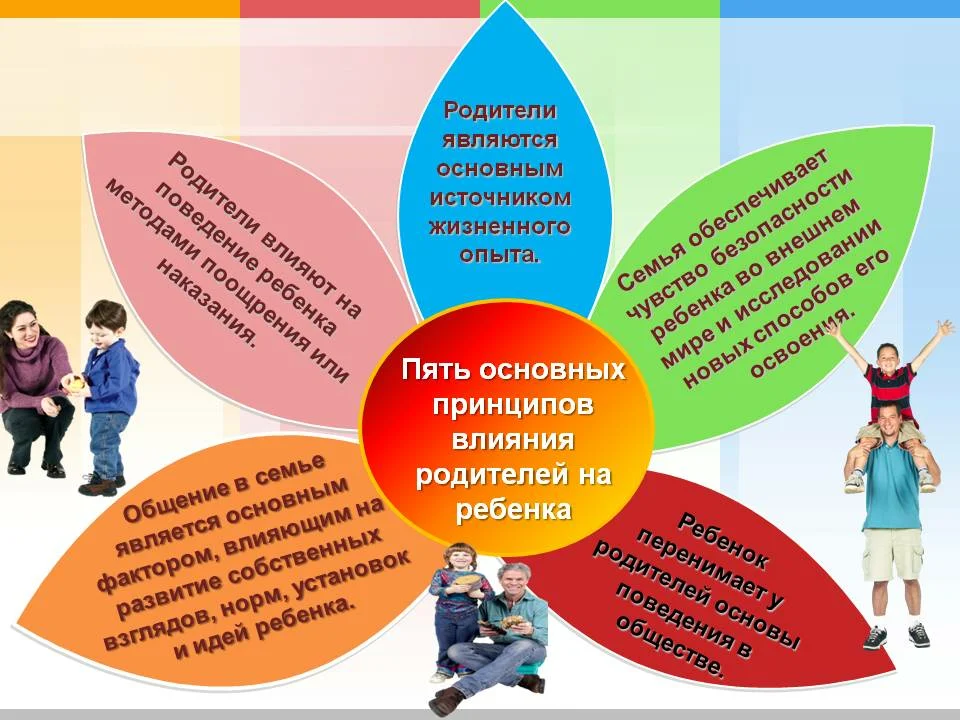 Родители
являются
основным
источником
жизненного
опыта.
Родители влияют на
поведение ребенка
методами поощрения или
наказания.
Семья обеспечивает
чувство безопасности
ребенка во внешнем
мире и исследовании
новых способов его
освоения.
Пять основных
принципов
влияния
родителей на
ребенка
Общение в семье
является основным
фактором, влияющим на
развитие собственных
взглядов, норм, установок
и идей ребенка.
Ребенок
перенимает у
родителей основы
поведения в
обществе.